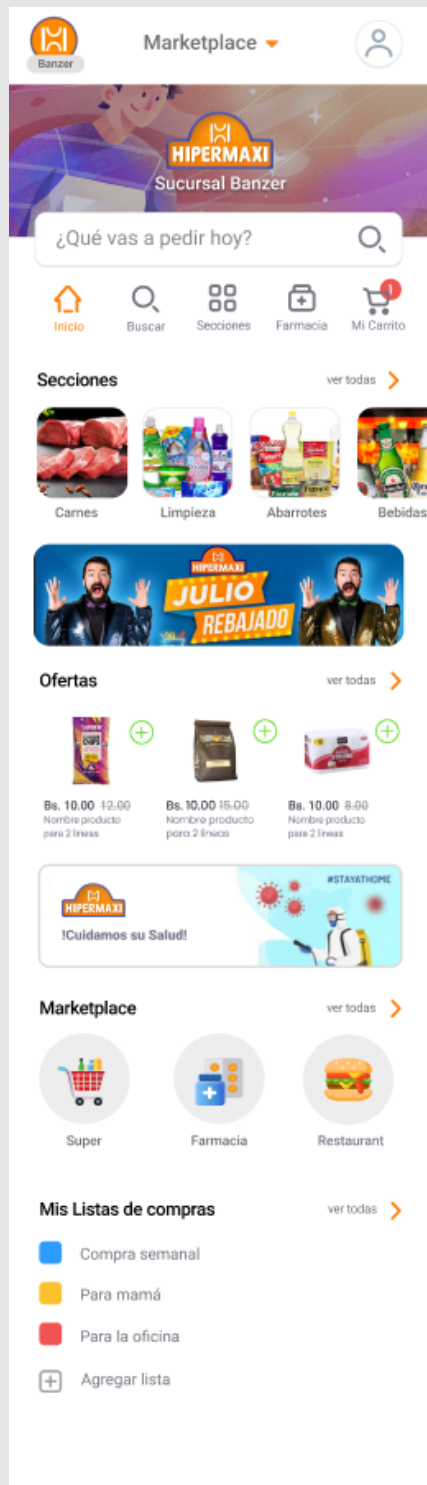 Banzer
Marketplace
HIPERMAXI
Sucursal Banzer
¿Qué vas a pedir hoy?
Inicio
Buscar
Secciones
Farmacia
1
Mi Carrito
Secciones
ver todas
Carnes
Limpieza
Abarrotes
Bebidas
HIPERMAXI
JULIO
REBAJADO
Ofertas
ver todas
Bs. 10.00 12.00
Nombre producto
para 2 lineas
Bs. 10.00 15.00
Nombre producto
para 2 lineas
Bs. 10.00 8.00
Nombre producto
para 2 lineas
#STAYATHOME
HIPERMAXI
!Cuidamos su Salud!
Marketplace
ver todas
Super
Farmacia
Restaurant
Mis Listas de compras
ver todas
Compra semanal
Para mamá
Para la oficina
Agregar lista